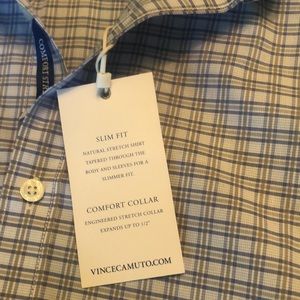 SLIM FIT
NATURAL STRETCH SHIRT
TAPERED THROUGH THE
BODY AND SLEEVES FOR A
SLIMMER FIT.
COMFORT COLLAR
ENGINEERED STRETCH COLLAR
EXPANDS UP TO 1/2"
VINCECAMUTO.COM